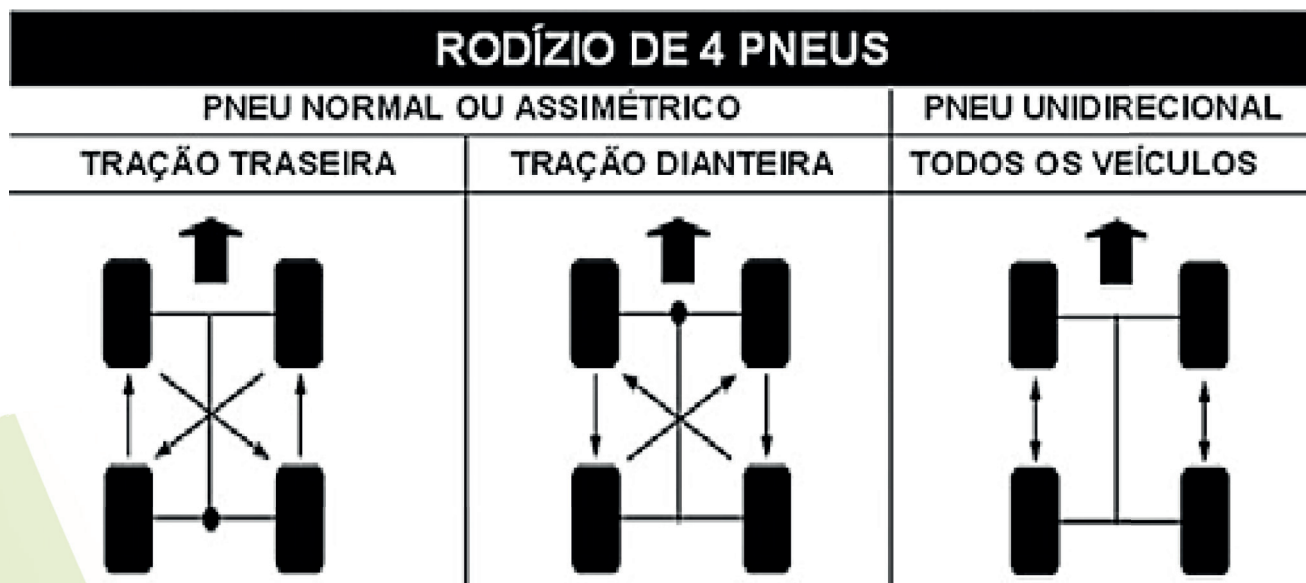 RODÍZIO DE 4 PNEUS
PNEU NORMAL OU ASSIMÉTRICO
PNEU UNIDIRECIONAL
TRAÇÃO TRASEIRA
TRAÇÃO DIANTEIRA
TODOS OS VEÍCULOS